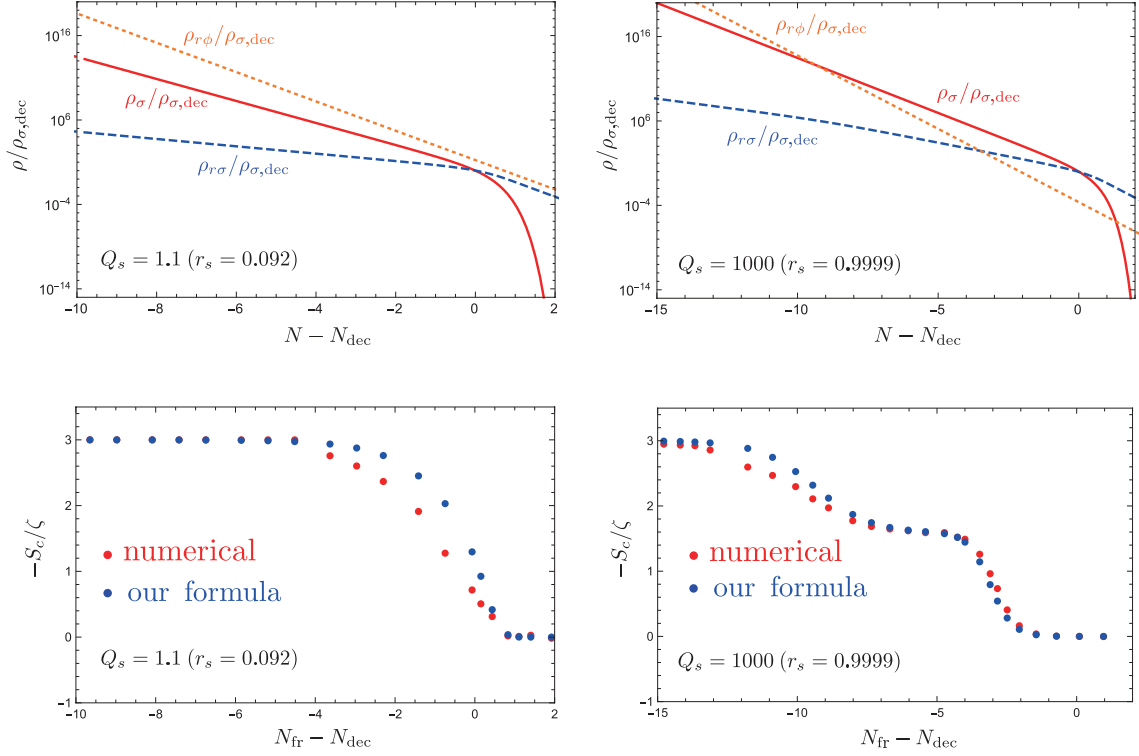 10^16
10^6
10^-4
10^-14
ρ/ρ_σ,dec
ρ_rφ/ρ_σ,dec
ρ_σ/ρ_σ,dec
ρ_rσ/ρ_σ,dec
Q_s = 1.1 (r_s = 0.092)
-10 -8 -6 -4 -2 0 2
N − N_dec
10^16
10^6
10^-4
10^-14
ρ/ρ_σ,dec
ρ_rφ/ρ_σ,dec
ρ_σ/ρ_σ,dec
ρ_rσ/ρ_σ,dec
Q_s = 1000 (r_s = 0.9999)
-15 -10 -5 0
N − N_dec
3
2
1
0
-1
−S_c/ζ
numerical
our formula
Q_s = 1.1 (r_s = 0.092)
-10 -8 -6 -4 -2 0 2
N_fr − N_dec
3
2
1
0
-1
−S_c/ζ
numerical
our formula
Q_s = 1000 (r_s = 0.9999)
-15 -10 -5 0
N_fr − N_dec